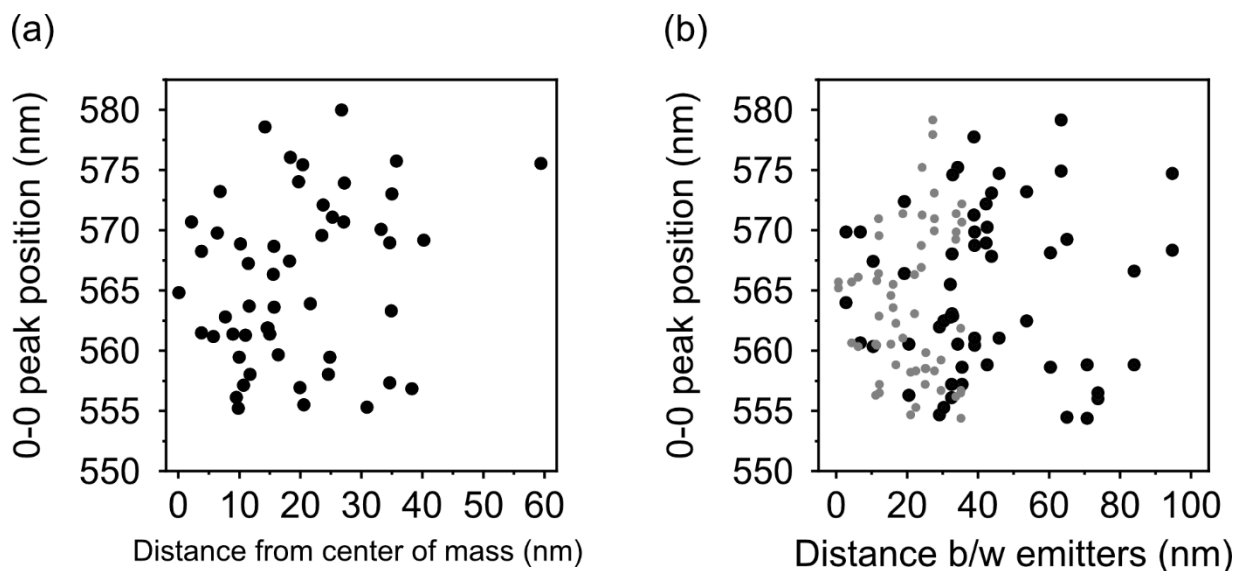 (a)
0-0 peak position (nm)
580
575
570
565
560
555
550
0 10 20 30 40 50 60
Distance from center of mass (nm)
(b)
0-0 peak position (nm)
580
575
570
565
560
555
550
0 20 40 60 80 100
Distance b/w emitters (nm)